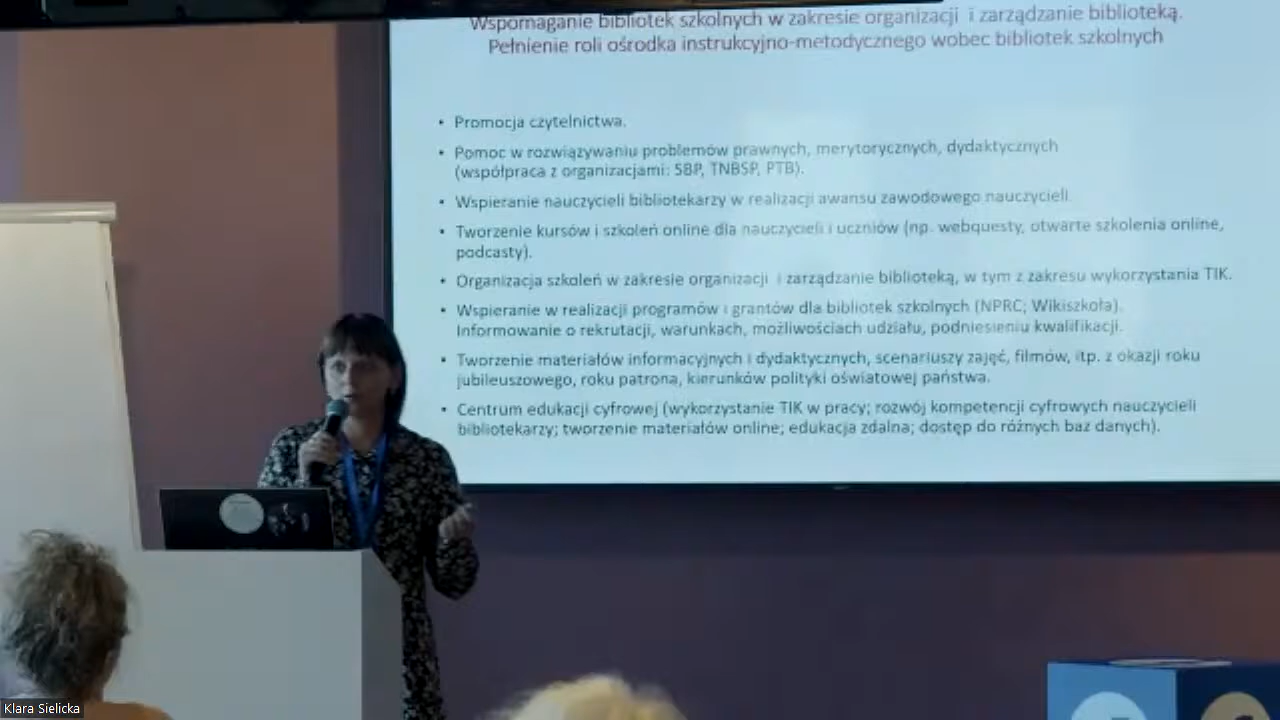 Wspomaganie bibliotek szkolnych w zakresie organizacji i zarządzanie biblioteką.
Pełnienie roli ośrodka instrukcyjno-metodycznego wobec bibliotek szkolnych
• Promocja czytelnictwa.
• Pomoc w rozwiązywaniu problemów prawnych, merytorycznych, dydaktycznych
(współpraca z organizacjami: SBP, TNBSP, PTB).
• Wspieranie nauczycieli bibliotekarzy w realizacji awansu zawodowego nauczycieli
• Tworzenie kursów i szkoleń online dla nauczycieli i uczniów (np. webquesty, otwarte szkolenia online,
podcasty).
• Organizacja szkoleń w zakresie organizacji i zarządzanie biblioteką, w tym z zakresu wykorzystania TIK.
• Wspieranie w realizacji programów i grantów dla bibliotek szkolnych (NPRC; Wikiszkoła).
Informowanie o rekrutacji, warunkach, możliwościach udziału, podniesieniu kwalifikacji.
• Tworzenie materiałów informacyjnych i dydaktycznych, scenariuszy zajęć, filmów, itp. z okazji roku
jubileuszowego, roku patrona, kierunków polityki oświatowej państwa.
• Centrum edukacji cyfrowej (wykorzystanie TIK w pracy; rozwój kompetencji cyfrowych nauczycieli
bibliotekarzy; tworzenie materiałów online; edukacja zdalna; dostęp do różnych baz danych).
Klara Sielicka